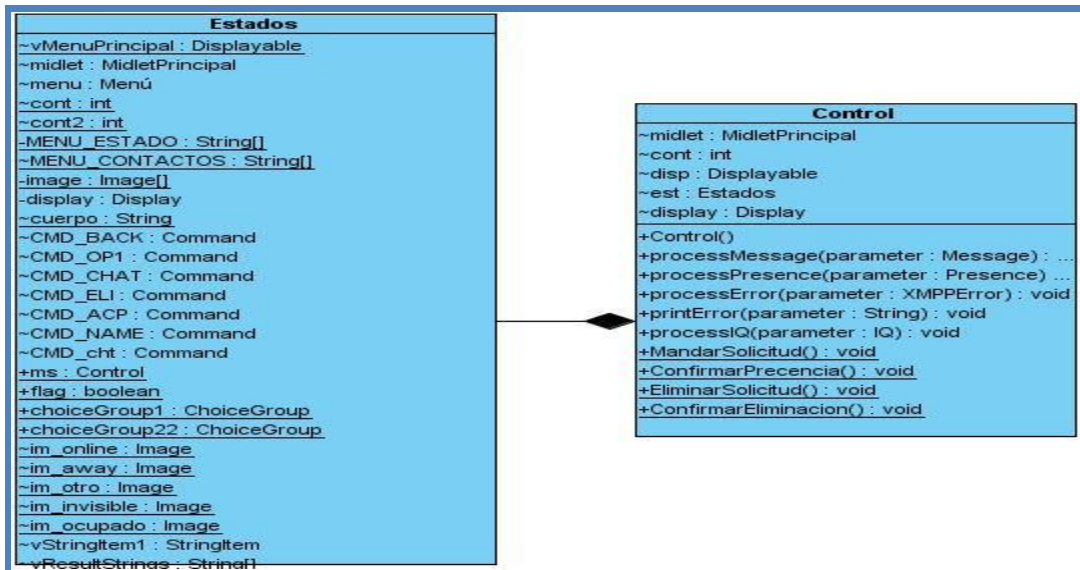 Estados
~vMenuPrincipal : Displayable
~midlet : MidletPrincipal
~menu : Menú
~cont : int
~cont2 : int
-MENU_ESTADO : String[]
~MENU_CONTACTOS : String[]
-image : Image[]
-display : Display
~cuerpo : String
~CMD_BACK : Command
~CMD_OP1 : Command
~CMD_CHAT : Command
~CMD_ELI : Command
~CMD_ACP : Command
~CMD_NAME : Command
~CMD_cht : Command
+ms : Control
+flag : boolean
+choiceGroup1 : ChoiceGroup
+choiceGroup22 : ChoiceGroup
~im_online : Image
~im_away : Image
~im_otro : Image
~im_invisible : Image
~im_ocupado : Image
~vStringItem1 : StringItem
~vResultStrings : String[]
Control
~midlet : MidletPrincipal
~cont : int
~disp : Displayable
~est : Estados
~display : Display
+Control()
+processMessage(parameter : Message) : ...
+processPresence(parameter : Presence) ...
+processError(parameter : XMPPError) : void
+printError(parameter : String) : void
+processIQ(parameter : IQ) : void
+MandarSolicitud() : void
+ConfirmarPrecencia() : void
+EliminarSolicitud() : void
+ConfirmarEliminacion() : void